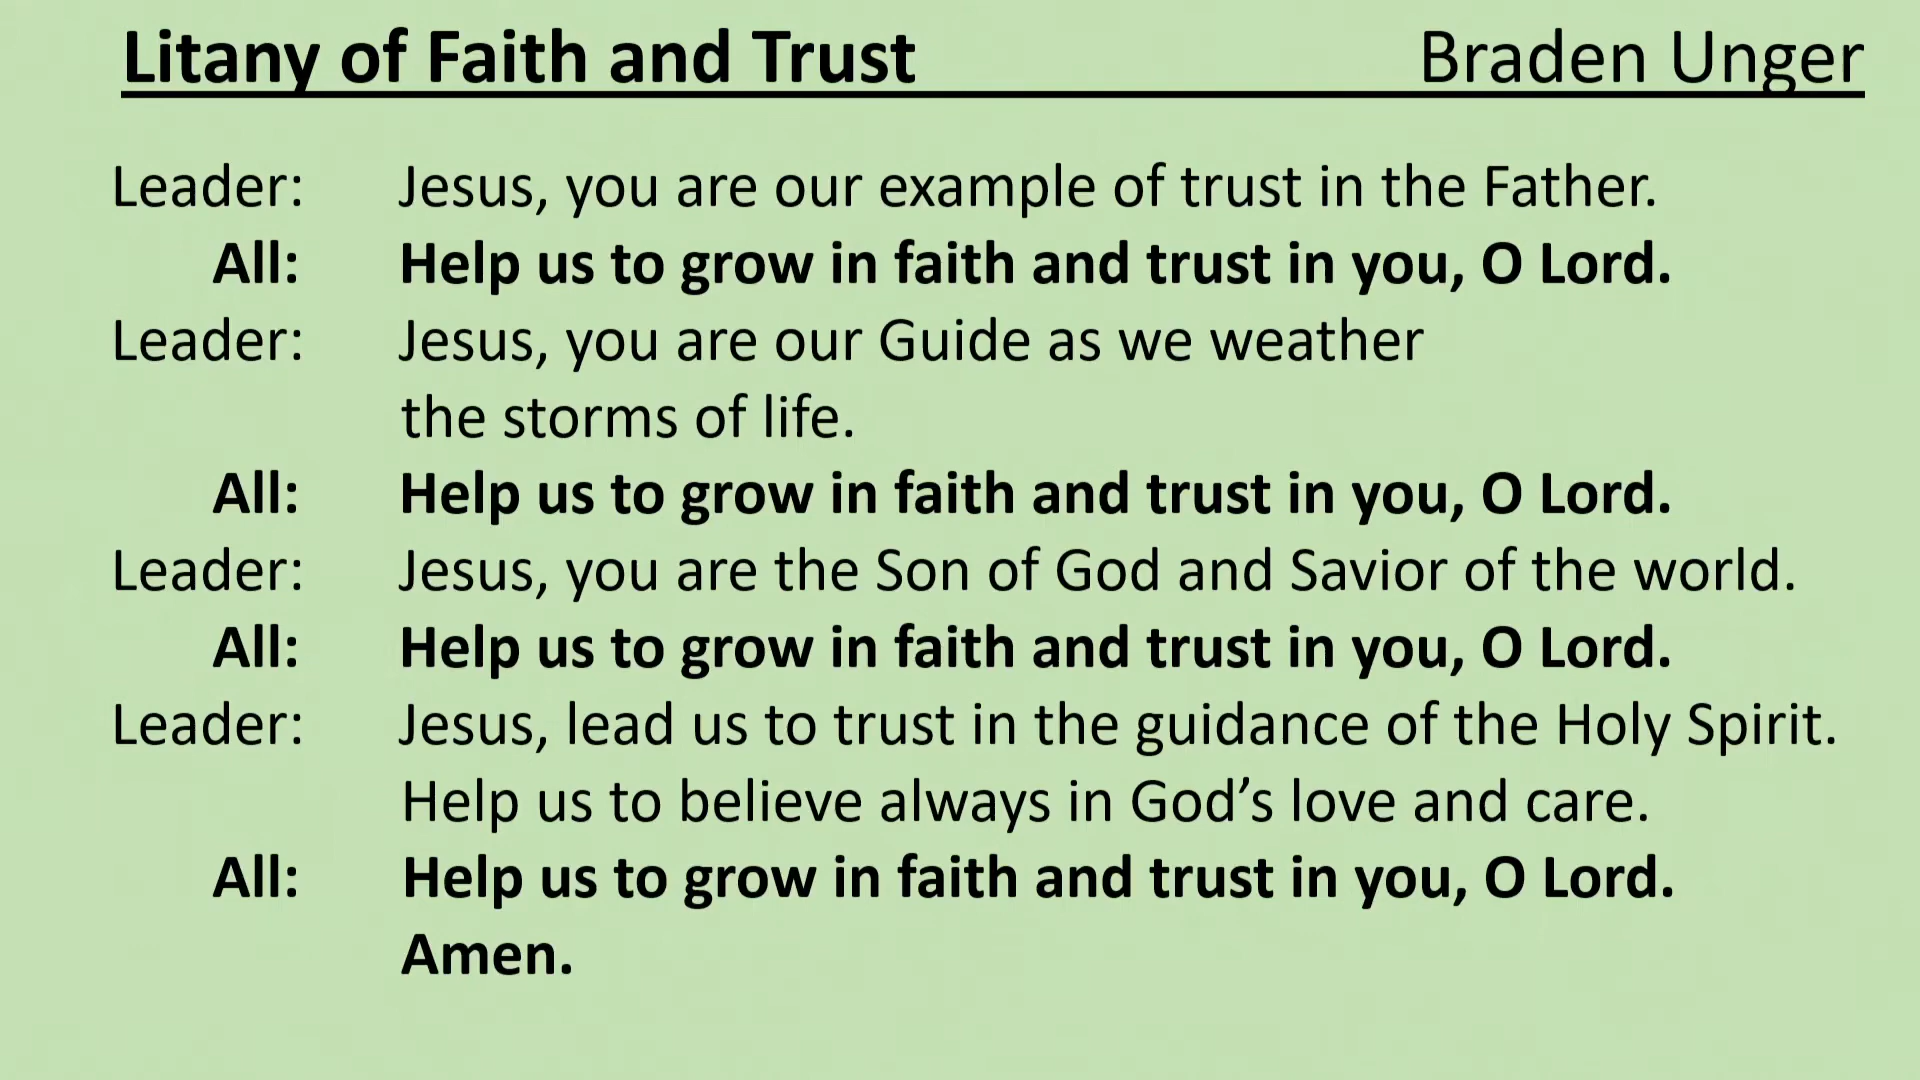 Litany of Faith and Trust Braden Unger
Leader: Jesus, you are our example of trust in the Father.
All: Help us to grow in faith and trust in you, O Lord.
Leader: Jesus, you are our Guide as we weather
the storms of life.
All: Help us to grow in faith and trust in you, O Lord.
Leader: Jesus, you are the Son of God and Savior of the world.
All: Help us to grow in faith and trust in you, O Lord.
Leader: Jesus, lead us to trust in the guidance of the Holy Spirit.
Help us to believe always in God’s love and care.
All: Help us to grow in faith and trust in you, O Lord.
Amen.